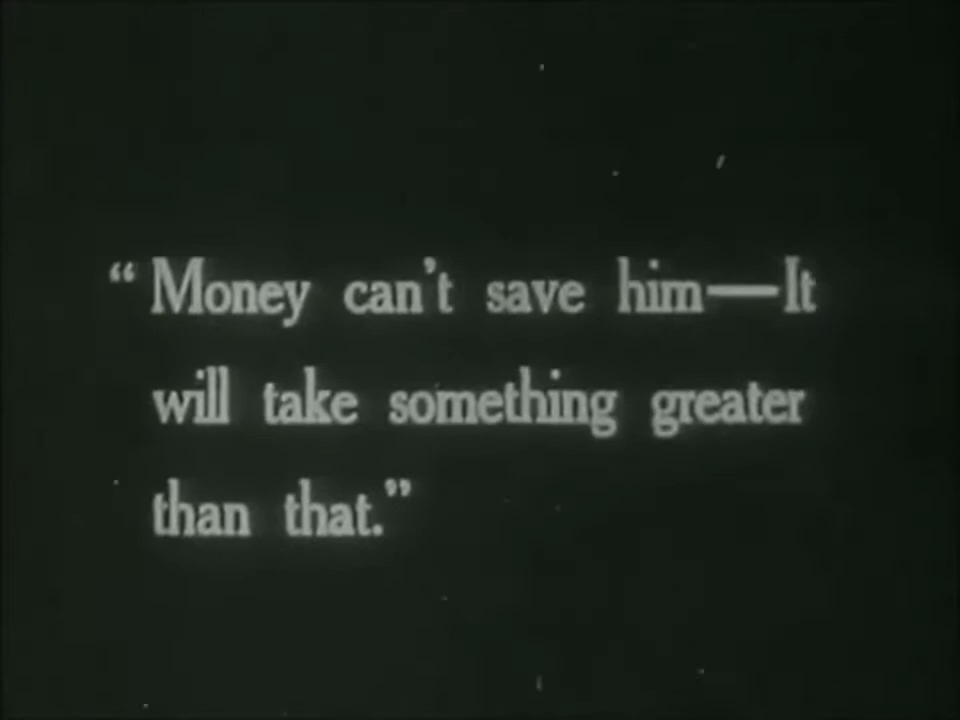 “Money can’t save him—It
will take something greater
than that.”